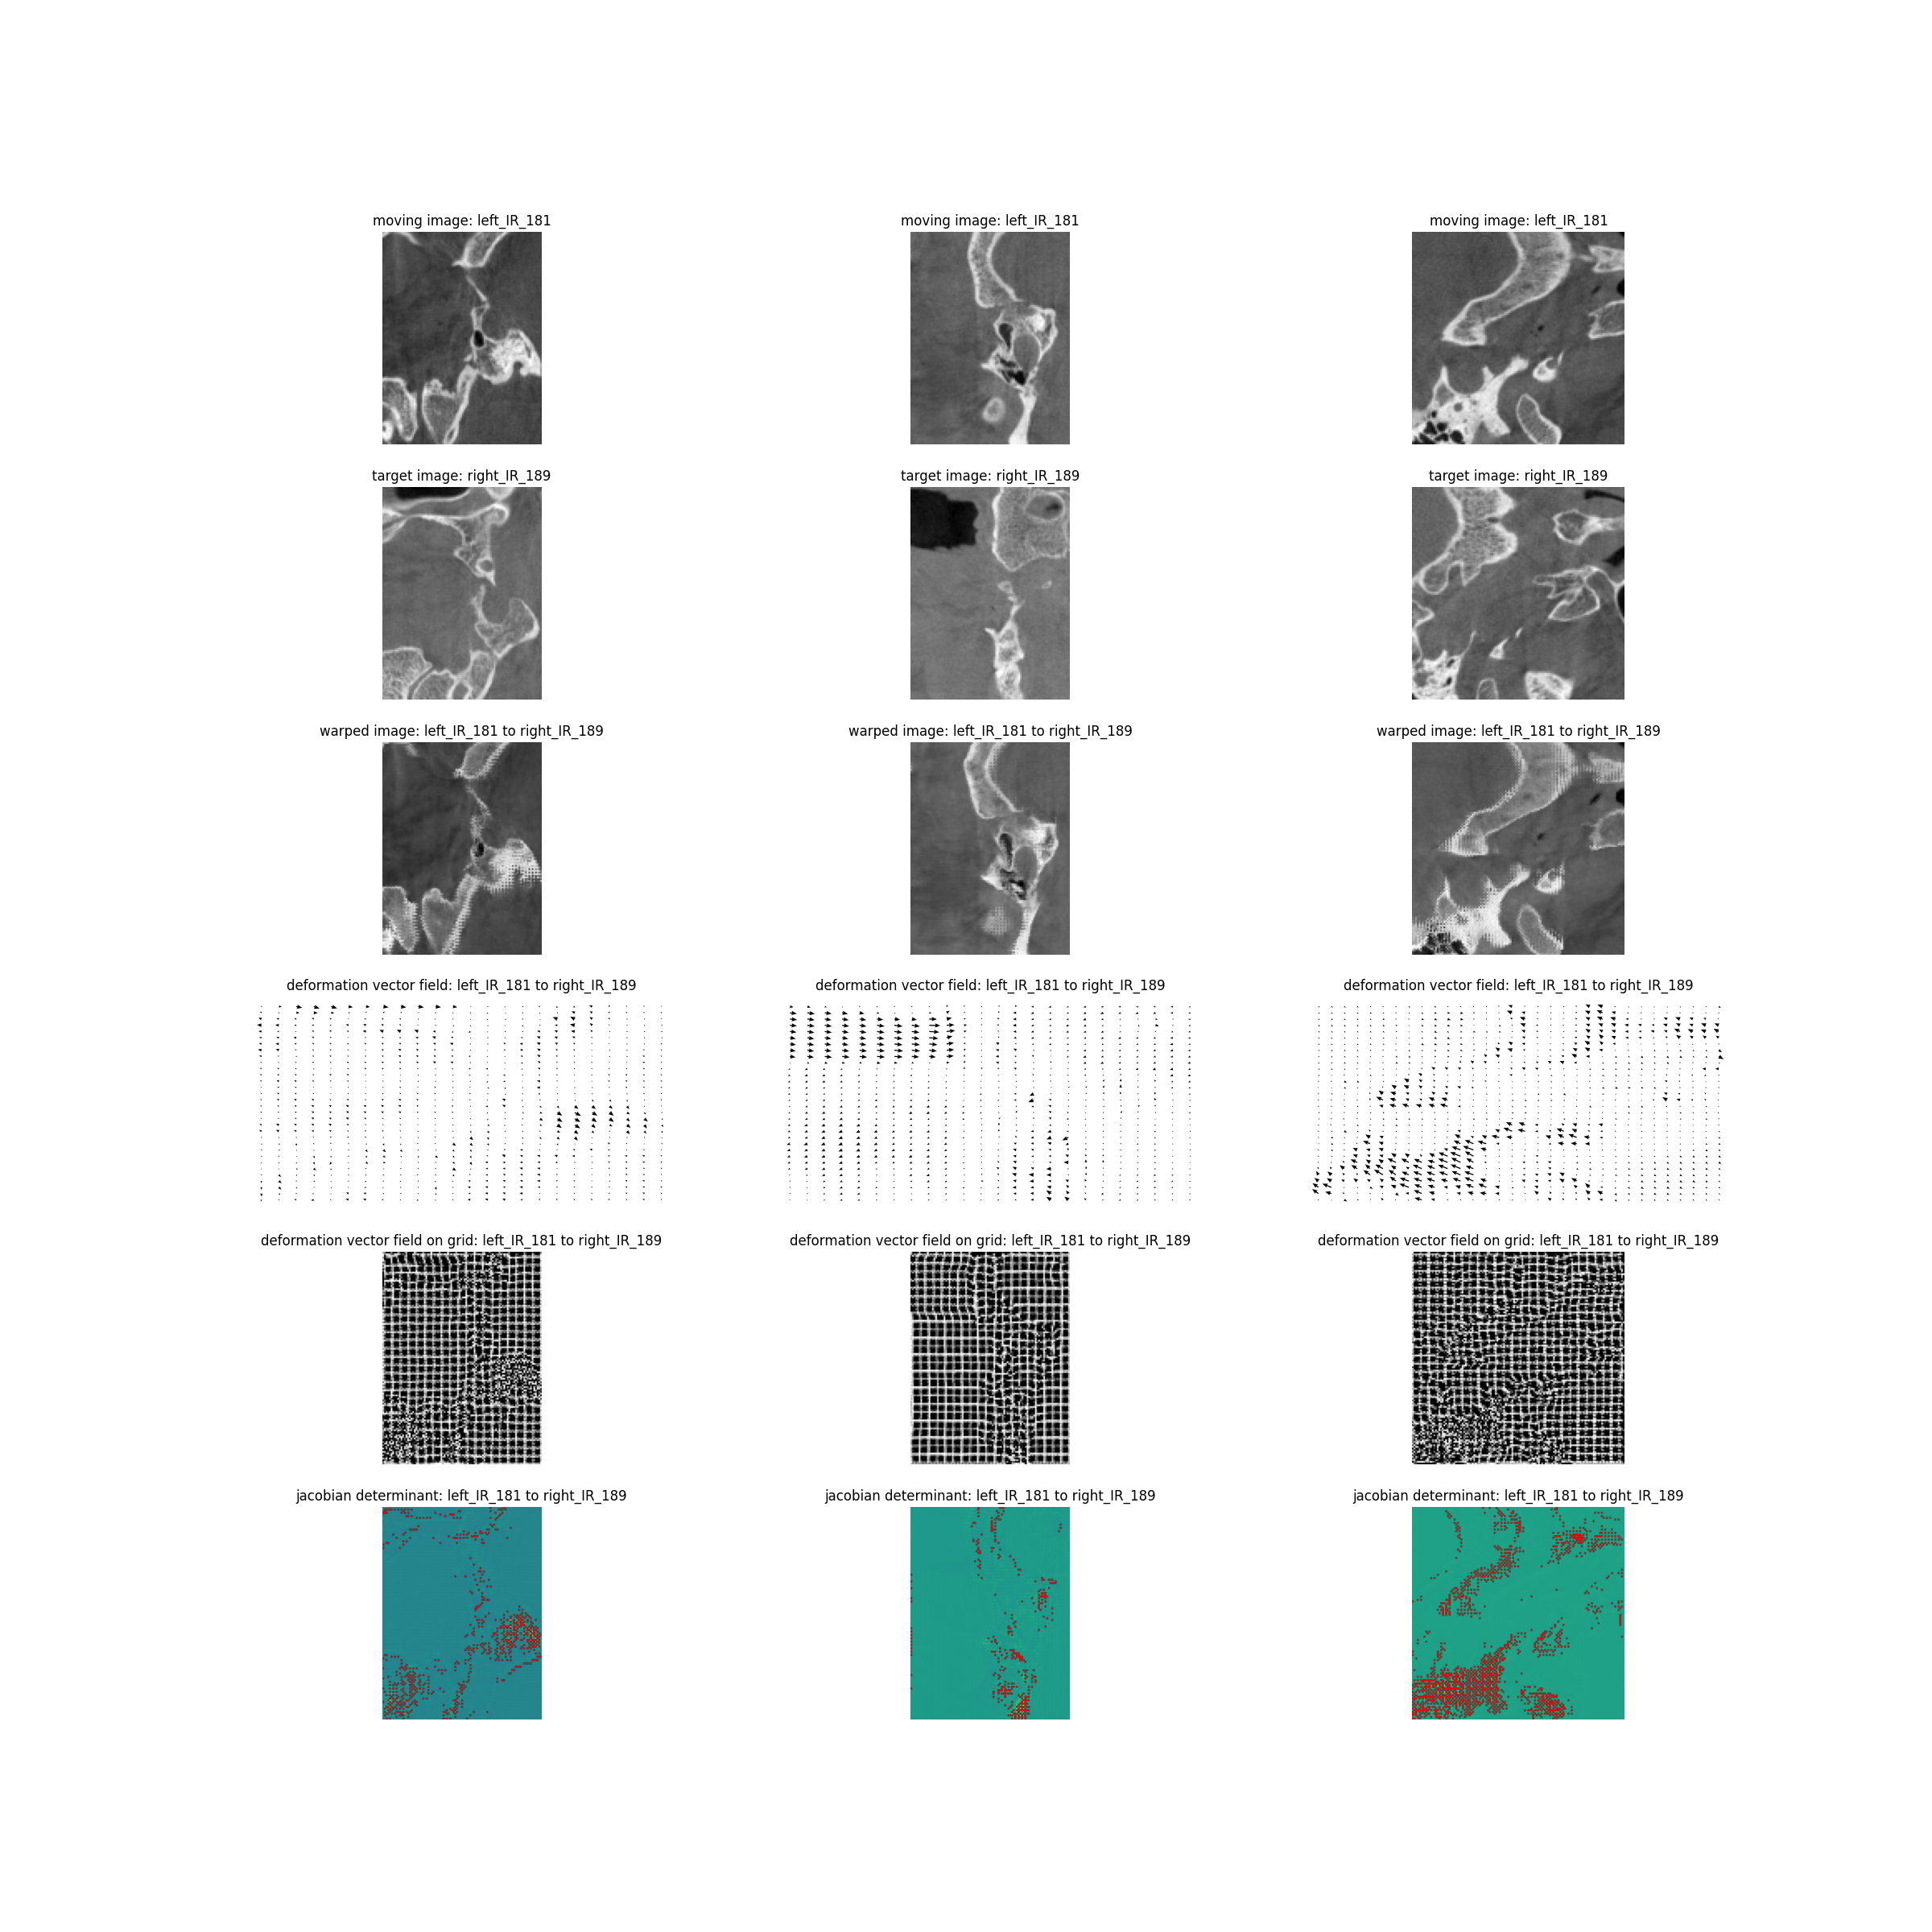 moving image: left_IR_181
moving image: left_IR_181
moving image: left_IR_181
target image: right_IR_189
target image: right_IR_189
target image: right_IR_189
warped image: left_IR_181 to right_IR_189
warped image: left_IR_181 to right_IR_189
warped image: left_IR_181 to right_IR_189
deformation vector field: left_IR_181 to right_IR_189
deformation vector field: left_IR_181 to right_IR_189
deformation vector field: left_IR_181 to right_IR_189
deformation vector field on grid: left_IR_181 to right_IR_189
deformation vector field on grid: left_IR_181 to right_IR_189
deformation vector field on grid: left_IR_181 to right_IR_189
jacobian determinant: left_IR_181 to right_IR_189
jacobian determinant: left_IR_181 to right_IR_189
jacobian determinant: left_IR_181 to right_IR_189